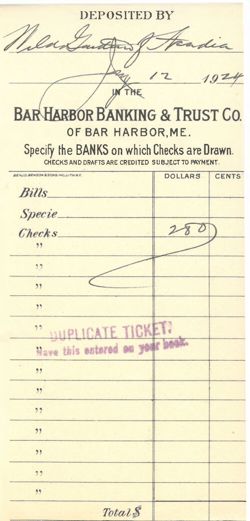 DEPOSITED BY
Wild Gardens of Acadia
Jany 12 1924
IN THE
BAR HARBOR BANKING & TRUST CO.
OF BAR HARBOR, ME.
Specify the BANKS on which Checks are Drawn.
CHECKS AND DRAFTS ARE CREDITED SUBJECT TO PAYMENT.
DOLLARS CENTS
Bills
Specie
Checks 280
"
"
"
"
"
DUPLICATE TICKET.
Have this entered on your book.
"
"
"
"
"
"
"
Total $